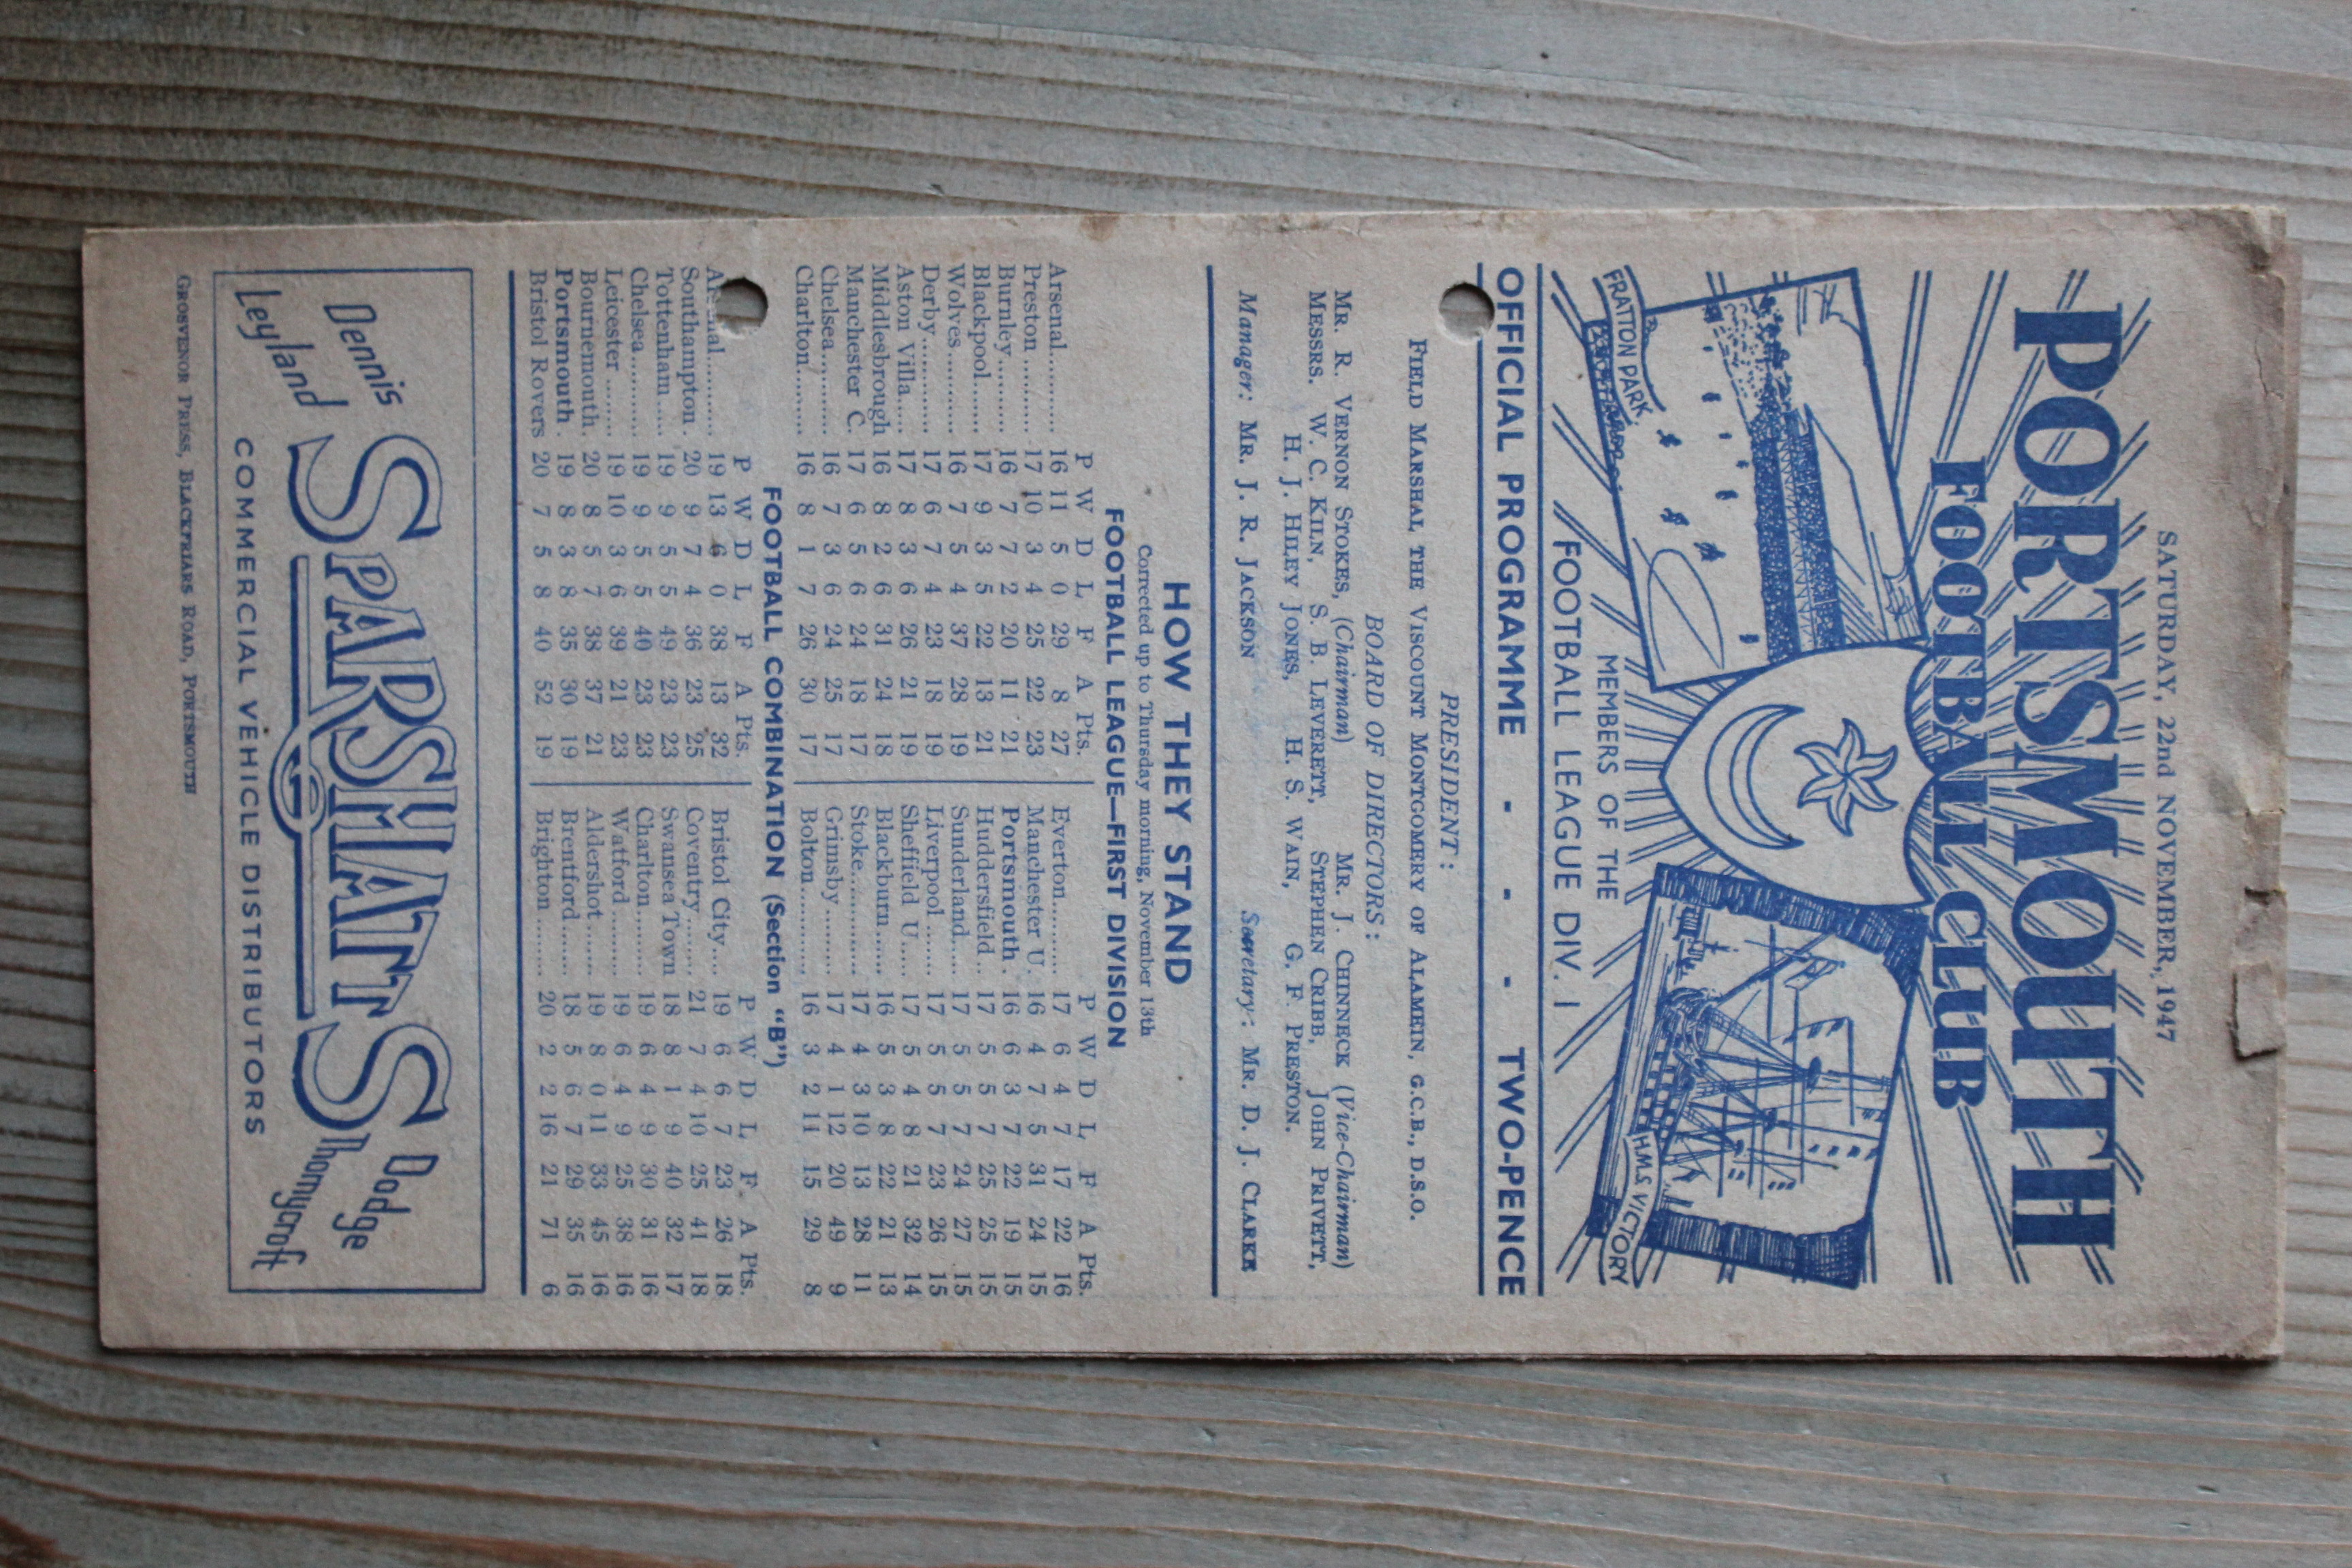 SATURDAY, 22nd NOVEMBER, 1947
PORTSMOUTH
FOOTBALL CLUB
FRATTON PARK
H.M.S. VICTORY
MEMBERS OF THE
FOOTBALL LEAGUE DIV. 1
OFFICIAL PROGRAMME - - - TWO-PENCE
PRESIDENT:
FIELD MARSHAL THE VISCOUNT MONTGOMERY OF ALAMEIN, G.C.B., D.S.O.
BOARD OF DIRECTORS:
MR. R. VERNON STOKES, (Chairman) MR. J. CHINNECK (Vice-Chairman)
MESSRS. W. C. KILN, S. B. LEVERETT, STEPHEN CRIBB, JOHN PRIVETT,
H. J. HILEY JONES, H. S. WAIN, G. F. PRESTON.
Manager: MR. J. R. JACKSON Secretary: MR. D. J. CLARKE
HOW THEY STAND
Corrected up to Thursday morning, November 13th
FOOTBALL LEAGUE—FIRST DIVISION
P W D L F A Pts. P W D L F A Pts.
Arsenal........... 16 11 5 0 29 8 27 Everton........... 17 6 4 7 17 22 16
Preston........... 17 10 3 4 25 22 23 Manchester U. 16 4 7 5 31 24 15
Burnley........... 16 7 7 2 20 11 21 Portsmouth . 16 6 3 7 22 19 15
Blackpool....... 17 9 3 5 22 13 21 Huddersfield... 17 5 5 7 25 25 15
Wolves............ 16 7 5 4 37 28 19 Sunderland.... 17 5 5 7 24 27 15
Derby............. 17 6 7 4 23 18 19 Liverpool........ 17 5 5 7 23 26 15
Aston Villa..... 17 8 3 6 26 21 19 Sheffield U..... 17 5 4 8 21 32 14
Middlesbrough 16 8 2 6 31 24 18 Blackburn...... 16 5 3 8 22 21 13
Manchester C. 17 6 5 6 24 18 17 Stoke.............. 17 4 3 10 13 28 11
Chelsea.......... 16 7 3 6 24 25 17 Grimsby.......... 17 4 1 12 20 49 9
Charlton......... 16 8 1 7 26 30 17 Bolton............. 16 3 2 11 15 29 8
FOOTBALL COMBINATION (Section "B")
P W D L F A Pts. P W D L F A Pts.
Arsenal........... 19 13 6 0 38 13 32 Bristol City.... 19 6 6 7 23 26 18
Southampton . 20 9 7 4 36 23 25 Coventry........ 21 7 4 10 25 41 18
Tottenham ..... 19 9 5 5 49 23 23 Swansea Town 18 8 1 9 40 32 17
Chelsea.......... 19 9 5 5 40 23 23 Charlton......... 19 6 4 9 30 31 16
Leicester ........ 19 10 3 6 39 21 23 Watford.......... 19 6 4 9 25 38 16
Bournemouth. 20 8 5 7 38 37 21 Aldershot ....... 19 8 0 11 33 45 16
Portsmouth . 19 8 3 8 35 30 19 Brentford........ 18 5 6 7 29 35 16
Bristol Rovers 20 7 5 8 40 52 19 Brighton ......... 20 2 2 16 21 71 6
Dennis Dodge
Leyland SPARSHATTS Thornycroft
COMMERCIAL VEHICLE DISTRIBUTORS
GROSVENOR PRESS, BLACKFRIARS ROAD, PORTSMOUTH